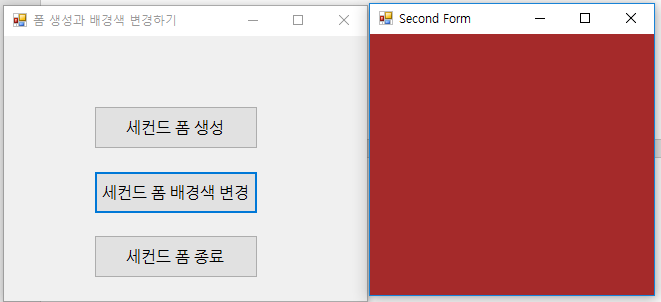 폼 생성과 배경색 변경하기
Second Form
세컨드 폼 생성
세컨드 폼 배경색 변경
세컨드 폼 종료